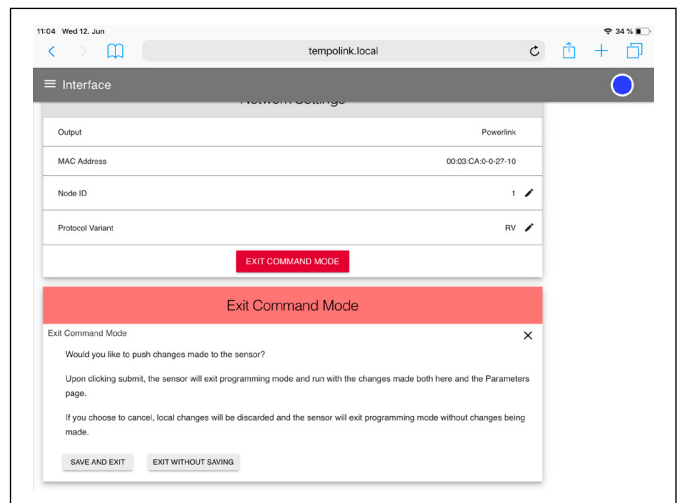 11:04 Wed 12. Jun 34 %
tempolink.local
Interface
Network Settings
Output Powerlink
MAC Address 00:03:CA:0-0-27-10
Node ID 1
Protocol Variant RV
EXIT COMMAND MODE
Exit Command Mode
Exit Command Mode
Would you like to push changes made to the sensor?
Upon clicking submit, the sensor will exit programming mode and run with the changes made both here and the Parameters
page.
If you choose to cancel, local changes will be discarded and the sensor will exit programming mode without changes being
made.
SAVE AND EXIT EXIT WITHOUT SAVING